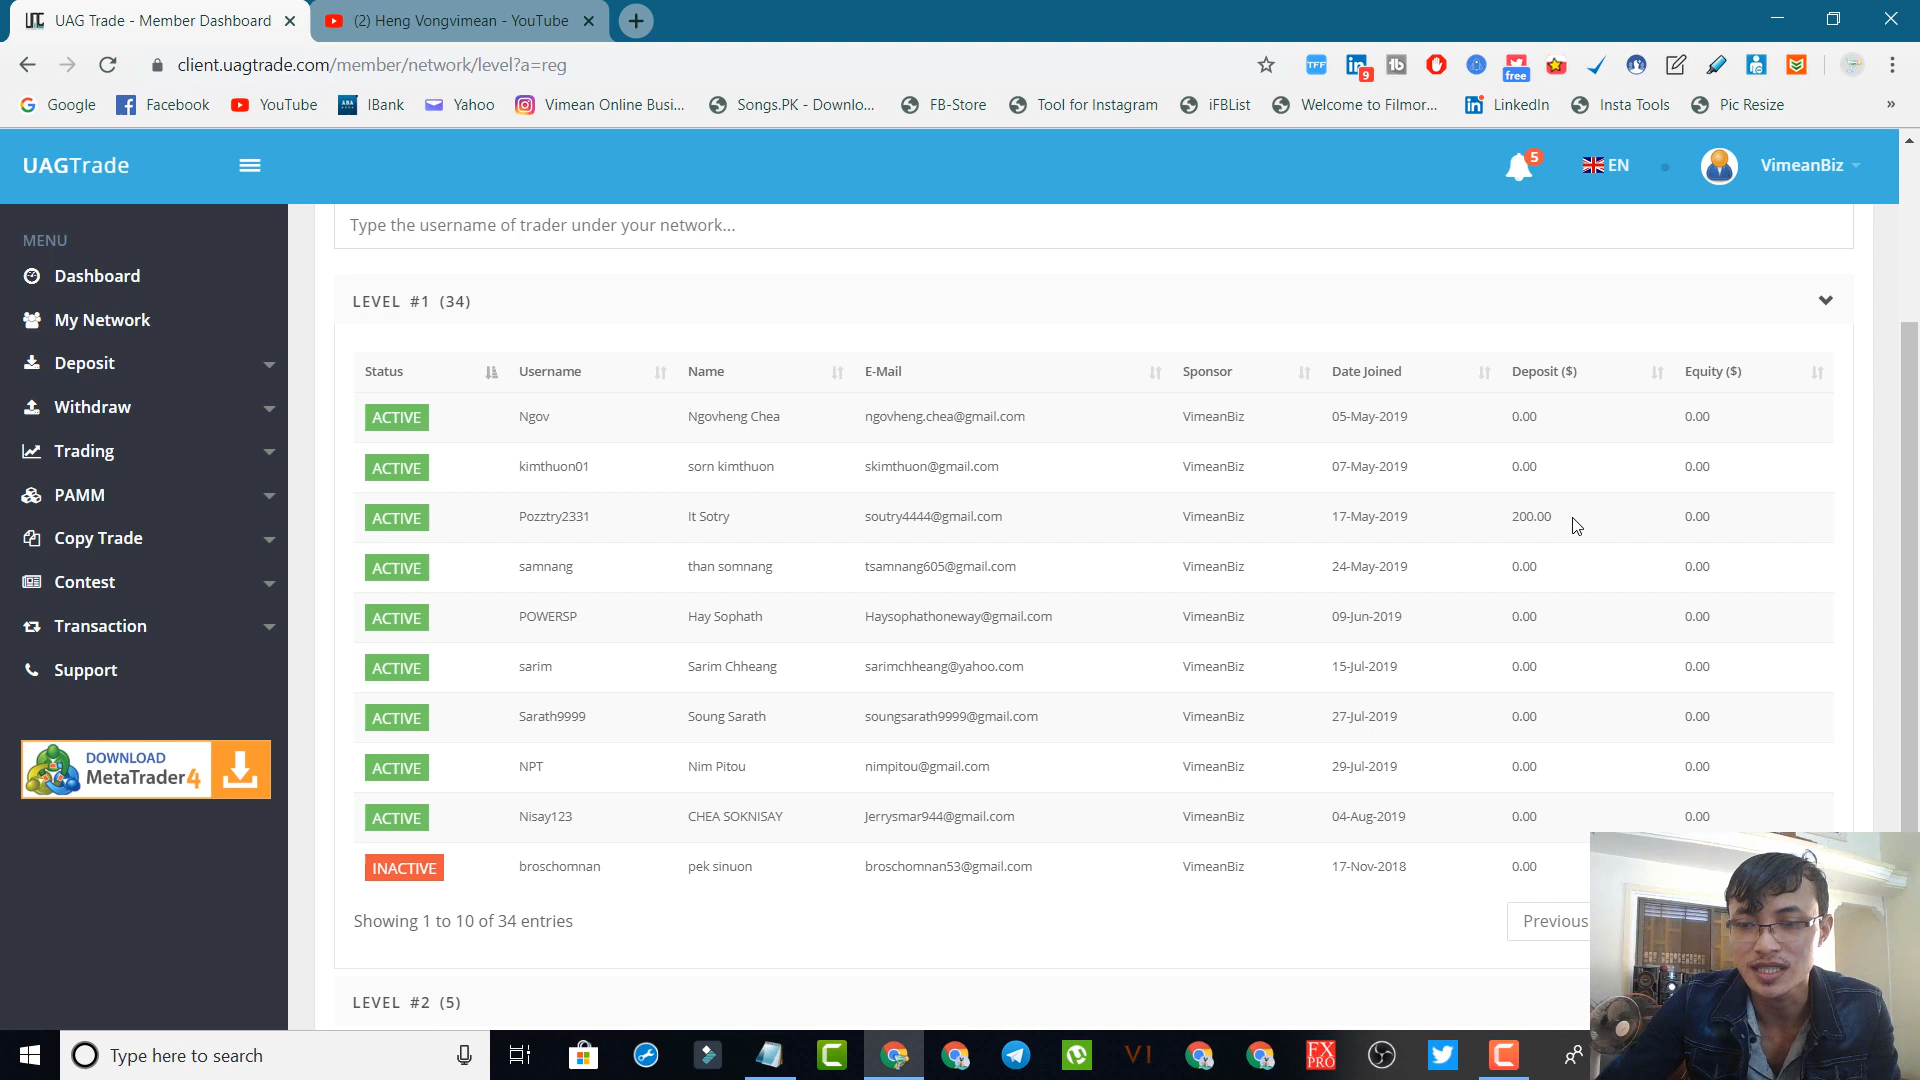 UAG Trade - Member Dashboard
(2) Heng Vongvimean - YouTube
client.uagtrade.com/member/network/level?a=reg
TFF
9
free
Google
Facebook
YouTube
IBank
Yahoo
Vimean Online Busi...
Songs.PK - Downlo...
FB-Store
Tool for Instagram
iFBList
Welcome to Filmor...
LinkedIn
Insta Tools
Pic Resize
»
UAGTrade
5
EN
VimeanBiz
MENU
Dashboard
My Network
Deposit
Withdraw
Trading
PAMM
Copy Trade
Contest
Transaction
Support
DOWNLOAD
MetaTrader 4
Type the username of trader under your network...
LEVEL #1 (34)
Status Username Name E-Mail Sponsor Date Joined Deposit ($) Equity ($)
ACTIVE Ngov Ngovheng Chea ngovheng.chea@gmail.com VimeanBiz 05-May-2019 0.00 0.00
ACTIVE kimthuon01 sorn kimthuon skimthuon@gmail.com VimeanBiz 07-May-2019 0.00 0.00
ACTIVE Pozztry2331 It Sotry soutry4444@gmail.com VimeanBiz 17-May-2019 200.00 0.00
ACTIVE samnang than somnang tsamnang605@gmail.com VimeanBiz 24-May-2019 0.00 0.00
ACTIVE POWERSP Hay Sophath Haysophathoneway@gmail.com VimeanBiz 09-Jun-2019 0.00 0.00
ACTIVE sarim Sarim Chheang sarimchheang@yahoo.com VimeanBiz 15-Jul-2019 0.00 0.00
ACTIVE Sarath9999 Soung Sarath soungsarath9999@gmail.com VimeanBiz 27-Jul-2019 0.00 0.00
ACTIVE NPT Nim Pitou nimpitou@gmail.com VimeanBiz 29-Jul-2019 0.00 0.00
ACTIVE Nisay123 CHEA SOKNISAY Jerrysmar944@gmail.com VimeanBiz 04-Aug-2019 0.00 0.00
INACTIVE broschomnan pek sinuon broschomnan53@gmail.com VimeanBiz 17-Nov-2018 0.00
Showing 1 to 10 of 34 entries
Previous
LEVEL #2 (5)
Type here to search
VI
FX
PRO